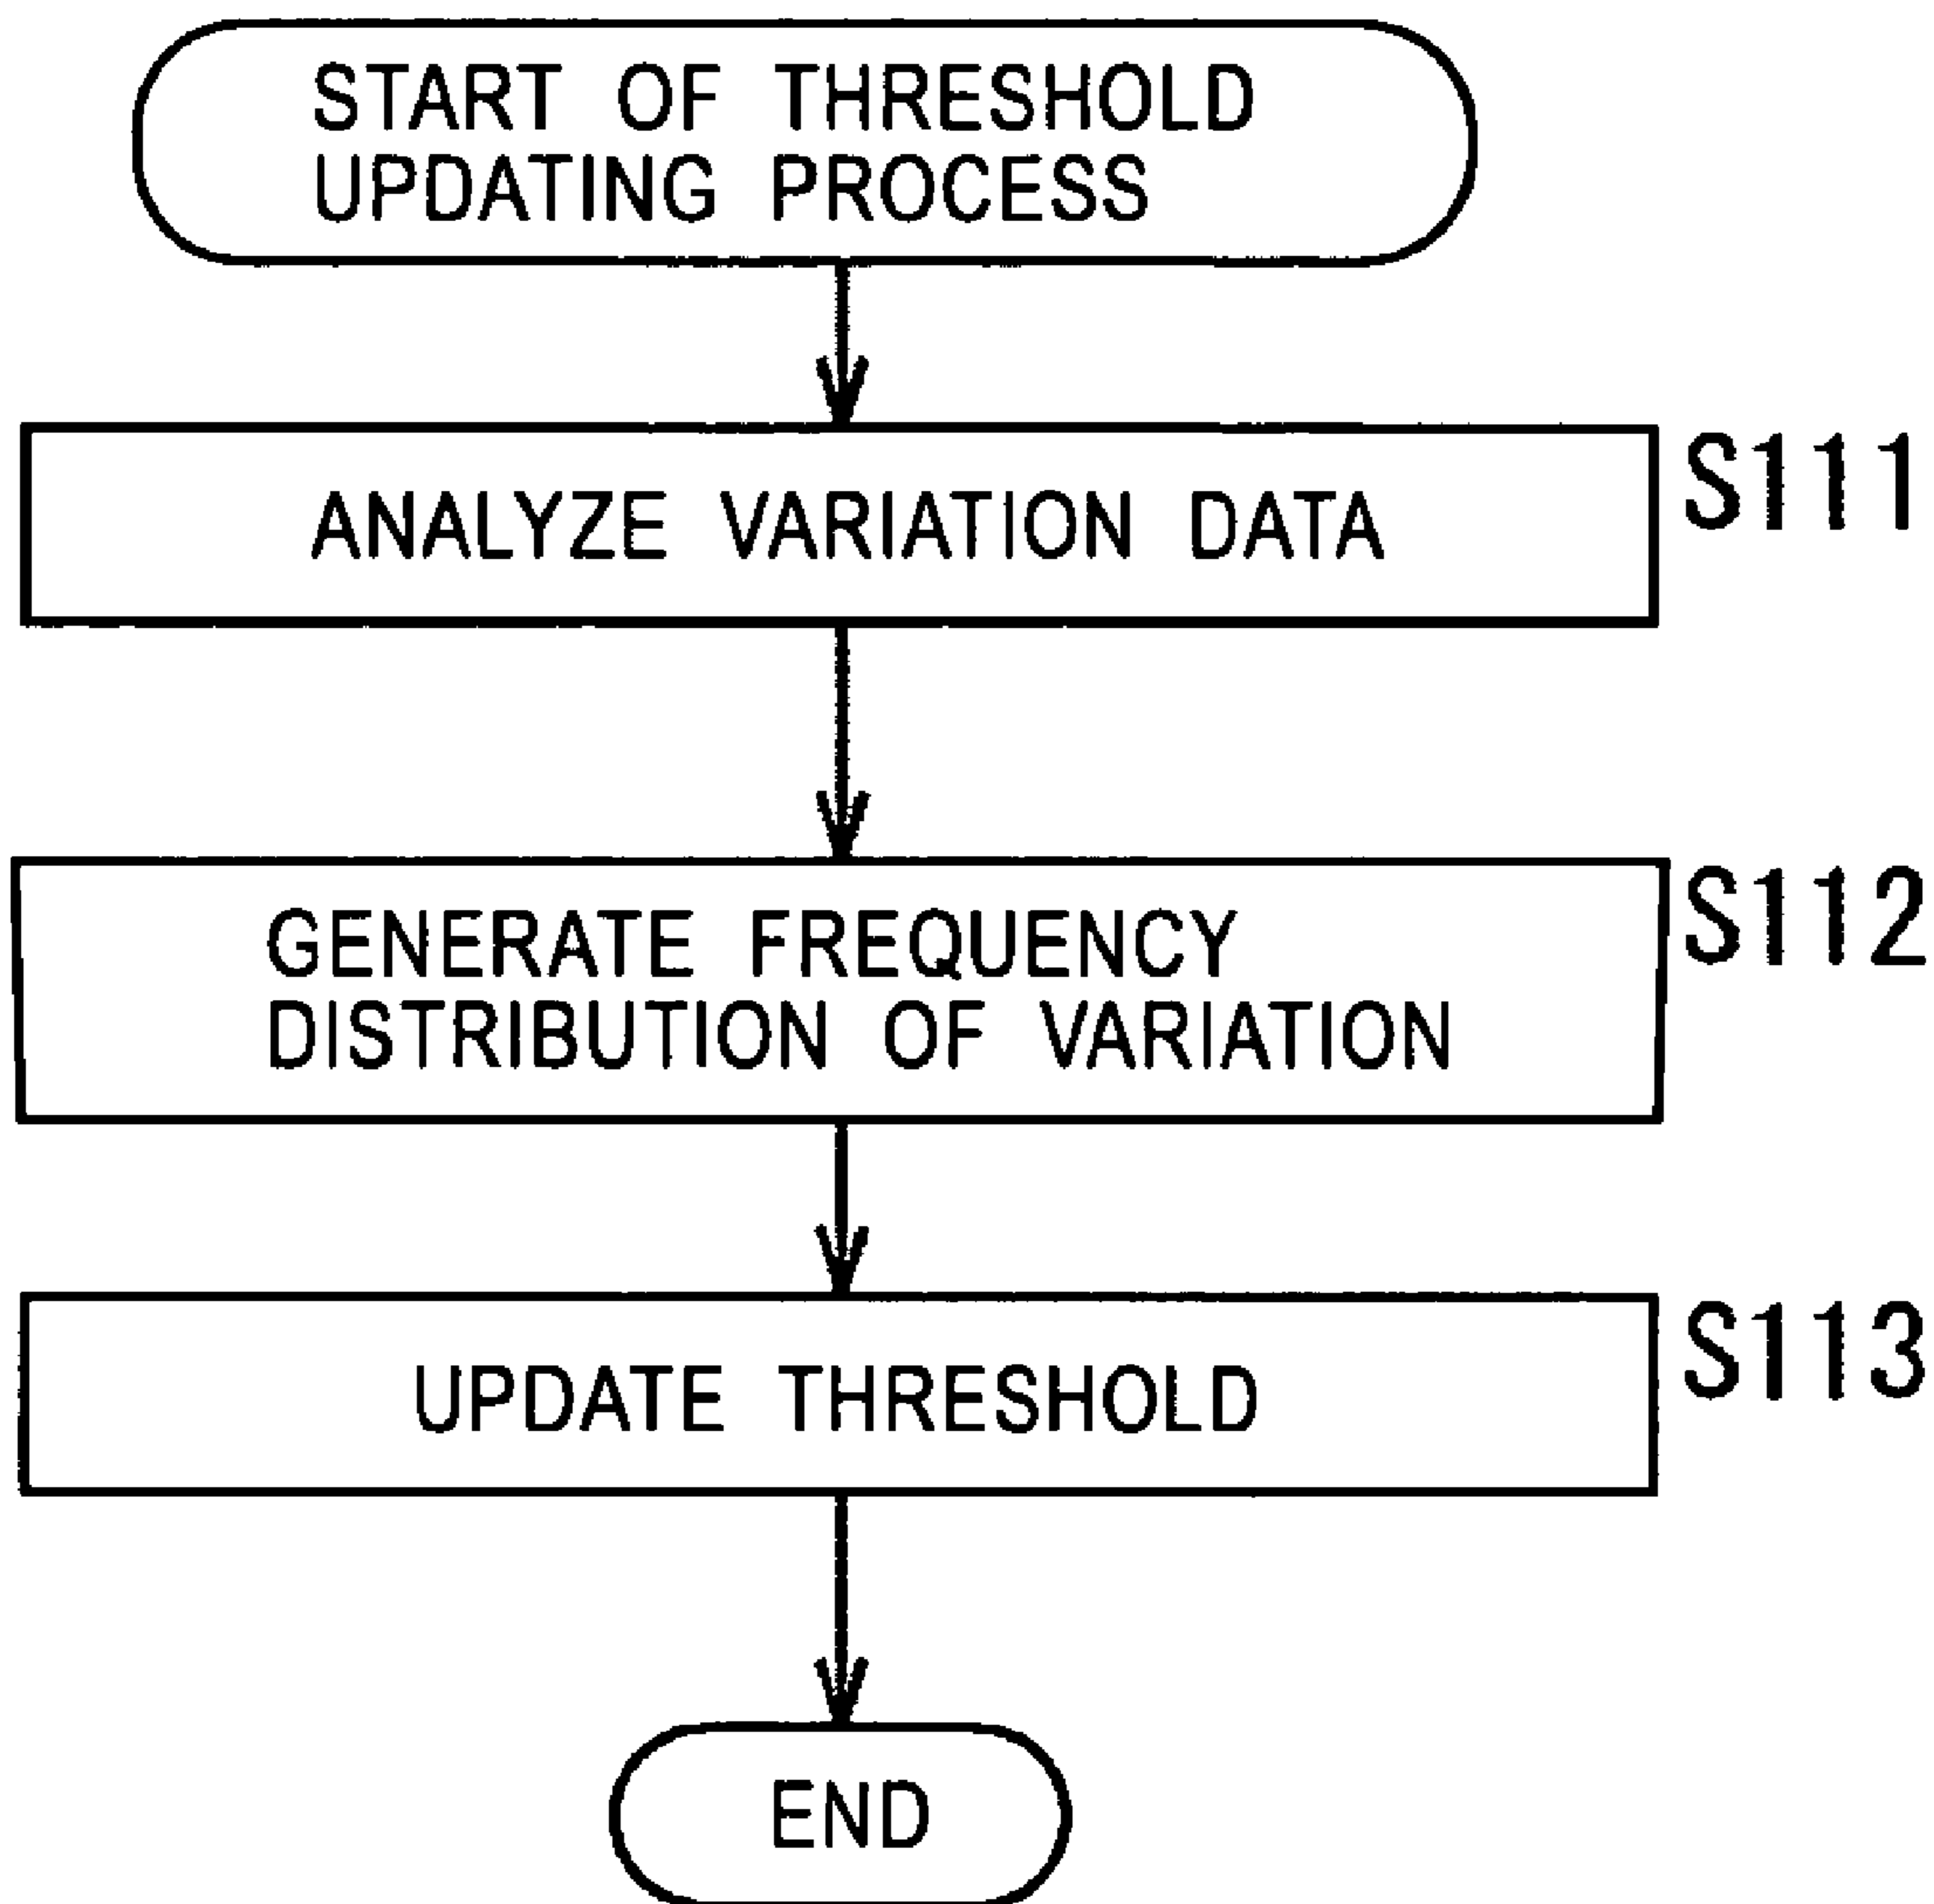 START OF THRESHOLD
UPDATING PROCESS
ANALYZE VARIATION DATA
S111
GENERATE FREQUENCY
DISTRIBUTION OF VARIATION
S112
UPDATE THRESHOLD
S113
END